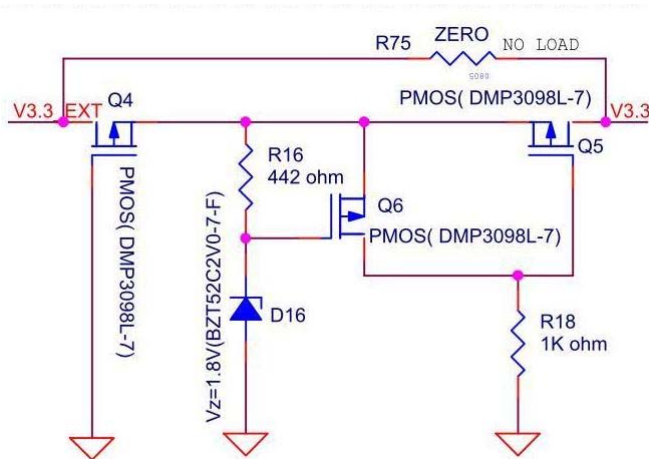 R75 ZERO NO LOAD
0805
V3.3_EXT
Q4
PMOS( DMP3098L-7)
V3.3
Q5
R16
442 ohm
Q6
PMOS( DMP3098L-7)
PMOS( DMP3098L-7)
Vz=1.8V(BZT52C2V0-7-F)
D16
R18
1K ohm